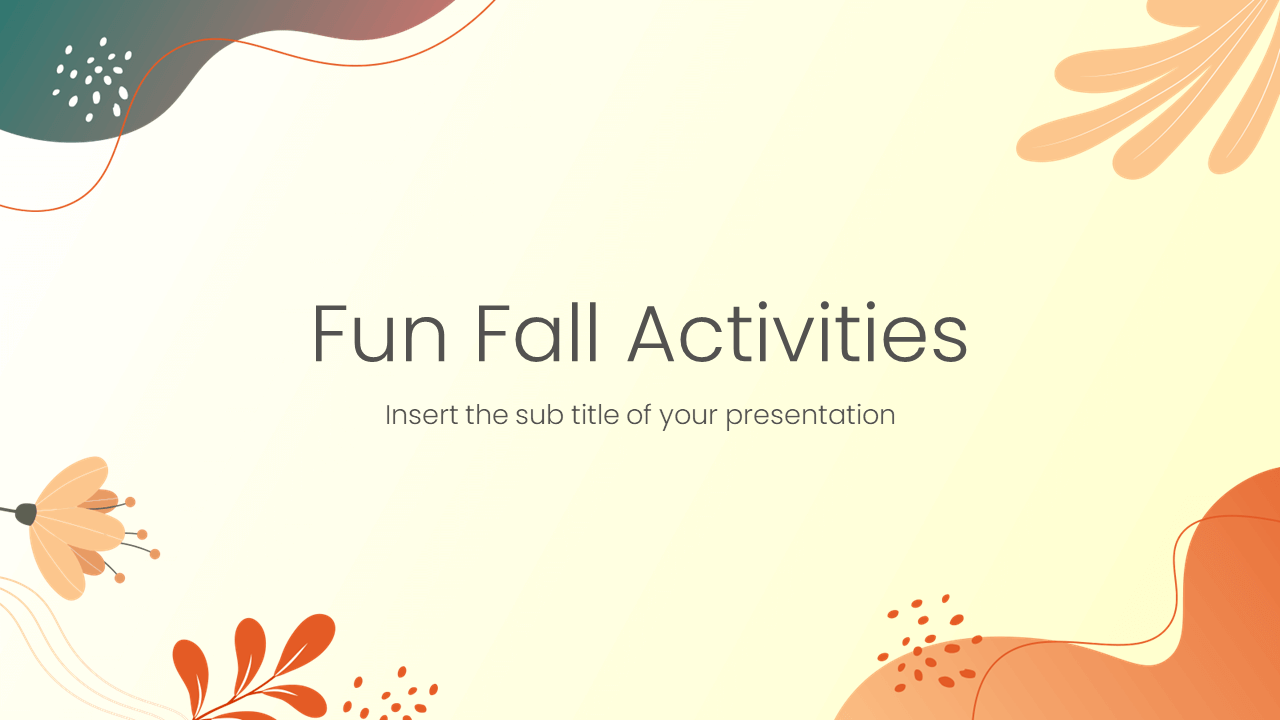 Fun Fall Activities
Insert the sub title of your presentation